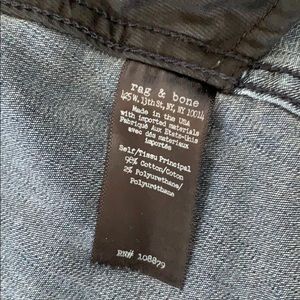 rag & bone
425 W. 13th St, NY, NY 10014
Made in the USA
with imported materials
Fabriqué Aux Etats-Unis
avec des matériaux
importés
Self/Tissu Principal
98% Cotton/Coton
2% Polyurethane/
Polyuréthane
RN# 108879